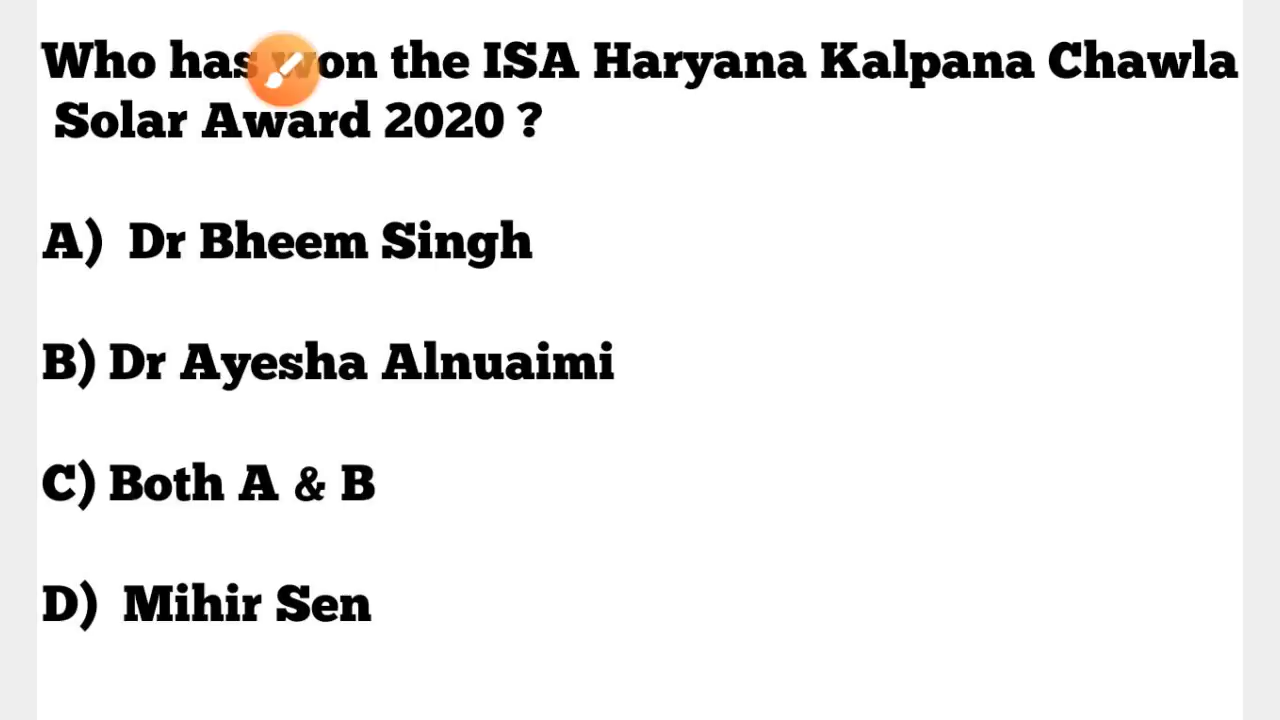 Who has won the ISA Haryana Kalpana Chawla
Solar Award 2020 ?
A) Dr Bheem Singh
B) Dr Ayesha Alnuaimi
C) Both A & B
D) Mihir Sen